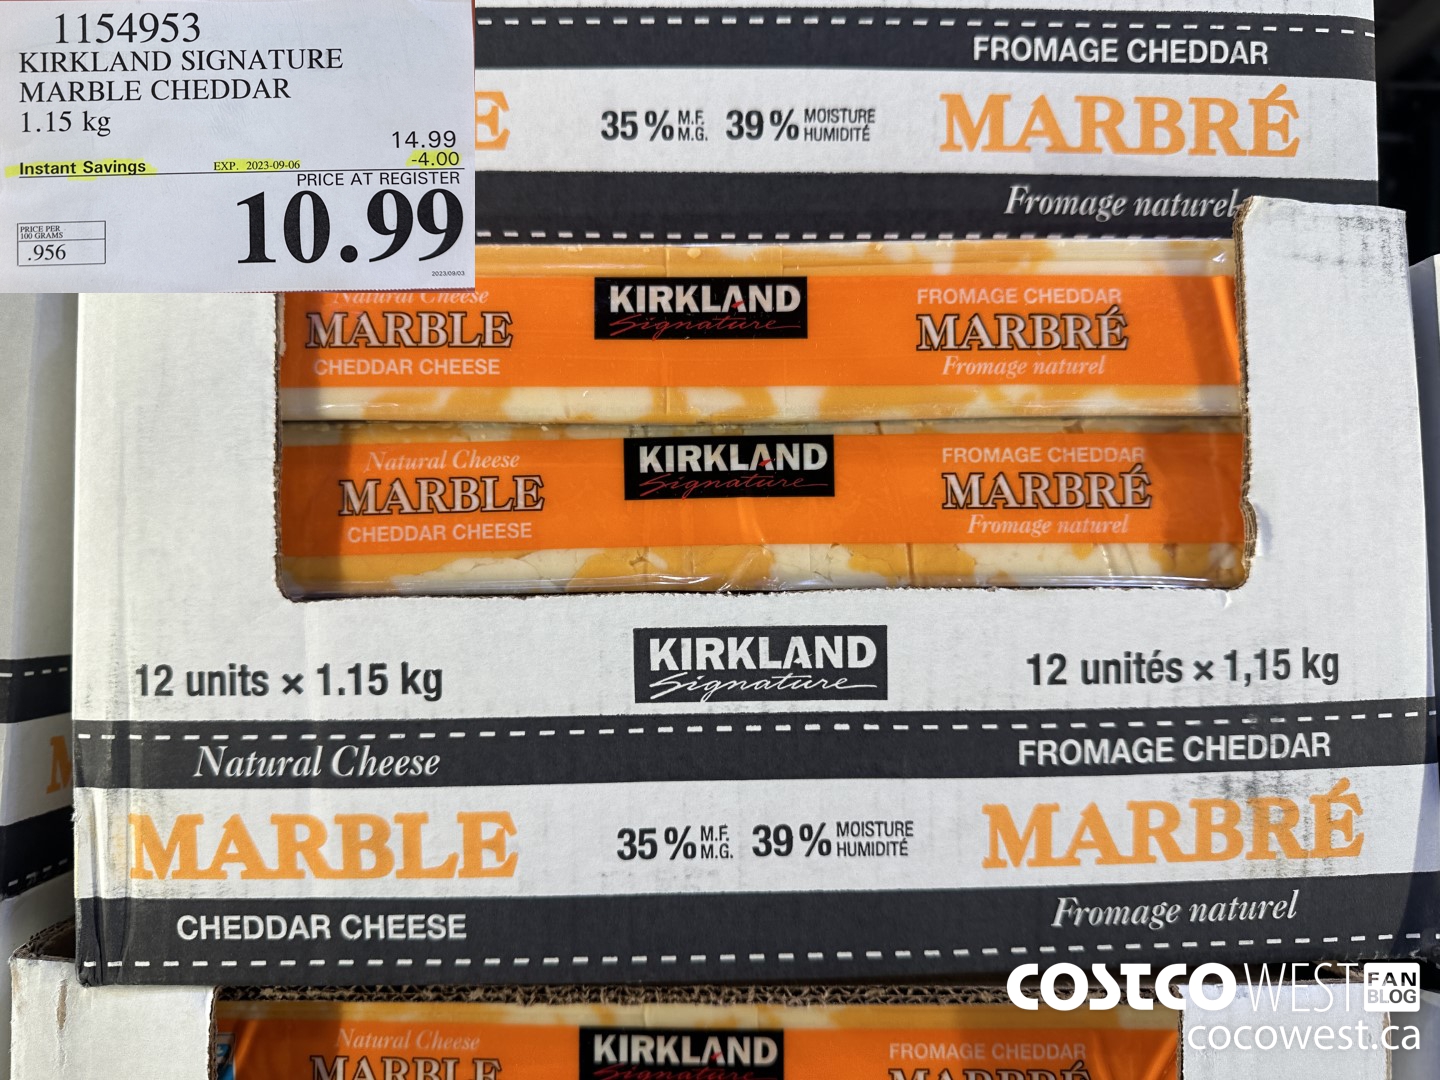 1154953
KIRKLAND SIGNATURE
MARBLE CHEDDAR
1.15 kg
14.99
Instant Savings EXP. 2023-09-06 -4.00
PRICE AT REGISTER
10.99
PRICE PER
100 GRAMS
.956
2023/09/03
FROMAGE CHEDDAR
E 35% M.F. M.G. 39% MOISTURE HUMIDITÉ MARBRÉ
Fromage naturel
Natural Cheese
MARBLE
CHEDDAR CHEESE
KIRKLAND
Signature
FROMAGE CHEDDAR
MARBRÉ
Fromage naturel
Natural Cheese
MARBLE
CHEDDAR CHEESE
KIRKLAND
Signature
FROMAGE CHEDDAR
MARBRÉ
Fromage naturel
12 units × 1.15 kg
KIRKLAND
Signature
12 unités × 1,15 kg
Natural Cheese
MARBLE
CHEDDAR CHEESE
35% M.F. M.G. 39% MOISTURE HUMIDITÉ
FROMAGE CHEDDAR
MARBRÉ
Fromage naturel
M
Natural Cheese
MARBLE
KIRKLAND
Signature
FROMAGE CHEDDAR
MARBRÉ
COSTCO WEST FAN BLOG
cocowest.ca